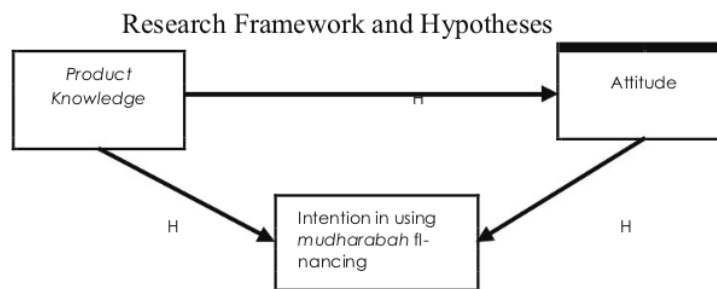 Research Framework and Hypotheses
Product
Knowledge
Attitude
H
Intention in using
mudharabah fi-
nancing
H
H